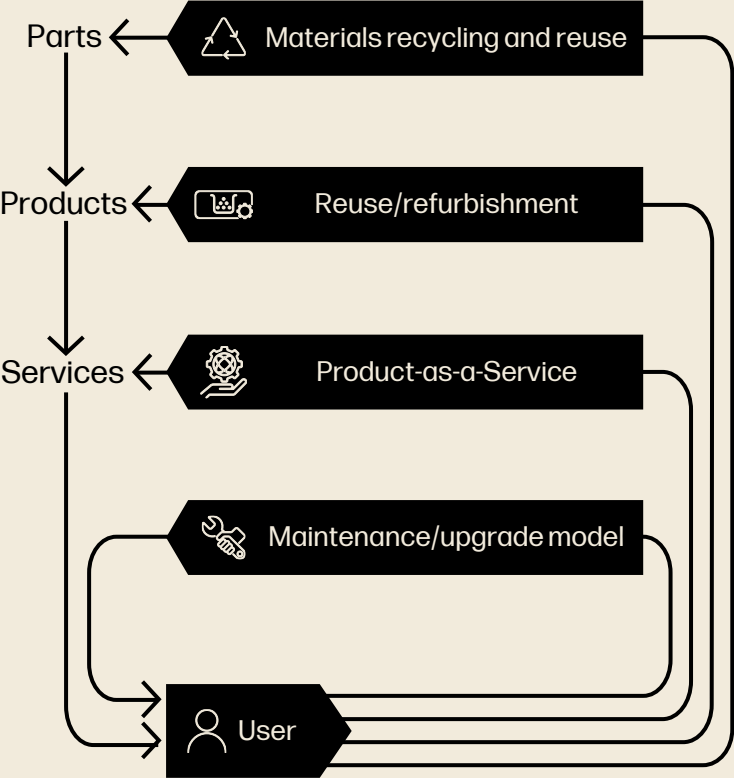 Parts
Materials recycling and reuse
Products
Reuse/refurbishment
Services
Product-as-a-Service
Maintenance/upgrade model
User